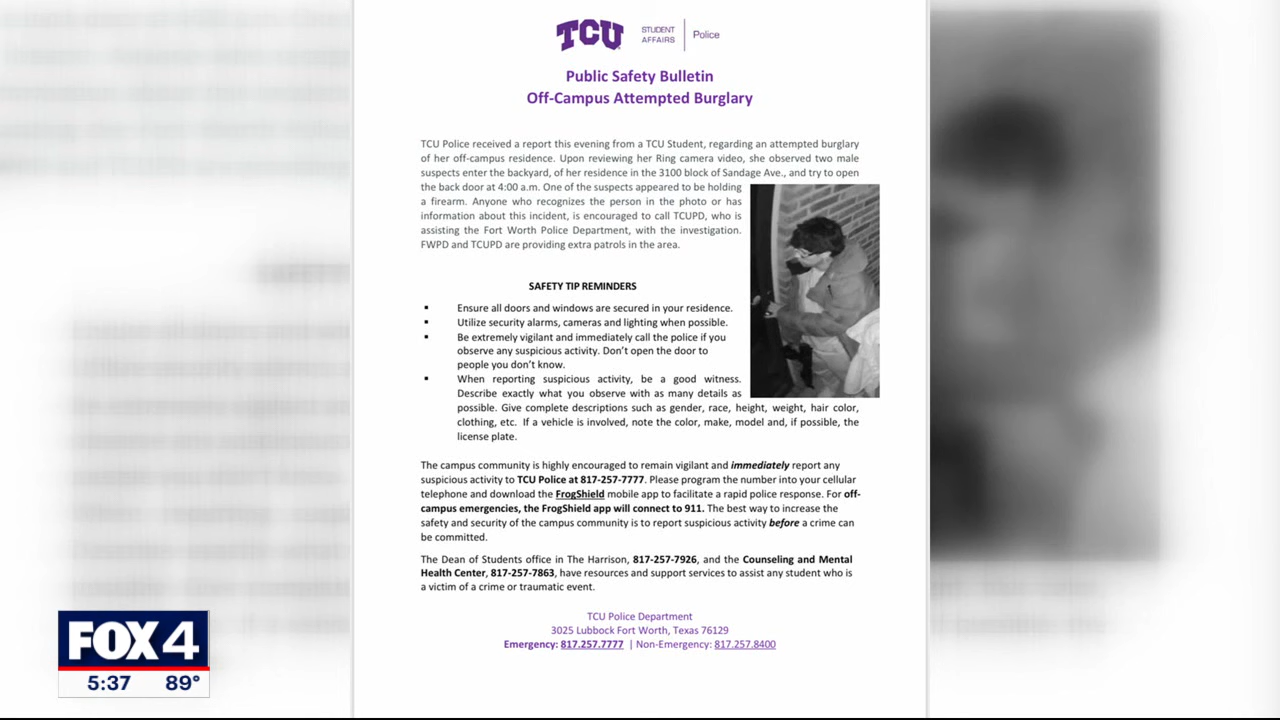 TCU
STUDENT
AFFAIRS
Police
Public Safety Bulletin
Off-Campus Attempted Burglary
TCU Police received a report this evening from a TCU Student, regarding an attempted burglary
of her off-campus residence. Upon reviewing her Ring camera video, she observed two male
suspects enter the backyard, of her residence in the 3100 block of Sandage Ave., and try to open
the back door at 4:00 a.m. One of the suspects appeared to be holding
a firearm. Anyone who recognizes the person in the photo or has
information about this incident, is encouraged to call TCUPD, who is
assisting the Fort Worth Police Department, with the investigation.
FWPD and TCUPD are providing extra patrols in the area.
SAFETY TIP REMINDERS
▪ Ensure all doors and windows are secured in your residence.
▪ Utilize security alarms, cameras and lighting when possible.
▪ Be extremely vigilant and immediately call the police if you
observe any suspicious activity. Don't open the door to
people you don't know.
▪ When reporting suspicious activity, be a good witness.
Describe exactly what you observe with as many details as
possible. Give complete descriptions such as gender, race, height, weight, hair color,
clothing, etc. If a vehicle is involved, note the color, make, model and, if possible, the
license plate.
The campus community is highly encouraged to remain vigilant and immediately report any
suspicious activity to TCU Police at 817-257-7777. Please program the number into your cellular
telephone and download the FrogShield mobile app to facilitate a rapid police response. For off-
campus emergencies, the FrogShield app will connect to 911. The best way to increase the
safety and security of the campus community is to report suspicious activity before a crime can
be committed.
The Dean of Students office in The Harrison, 817-257-7926, and the Counseling and Mental
Health Center, 817-257-7863, have resources and support services to assist any student who is
a victim of a crime or traumatic event.
TCU Police Department
3025 Lubbock Fort Worth, Texas 76129
Emergency: 817.257.7777 | Non-Emergency: 817.257.8400
FOX 4
5:37 89°